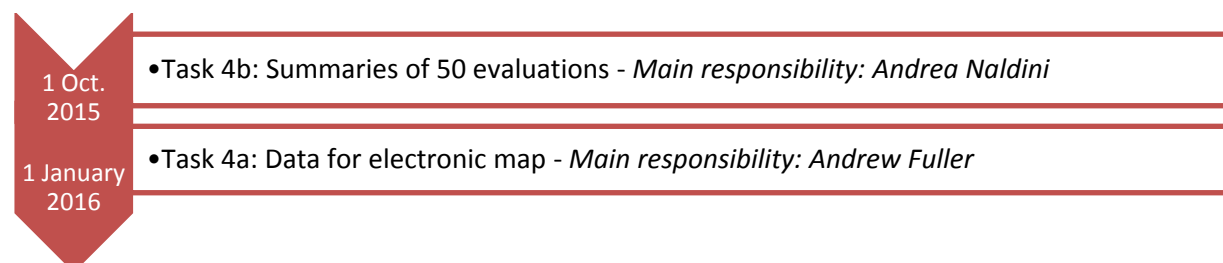 1 Oct.
2015
•Task 4b: Summaries of 50 evaluations - Main responsibility: Andrea Naldini
1 January
2016
•Task 4a: Data for electronic map - Main responsibility: Andrew Fuller